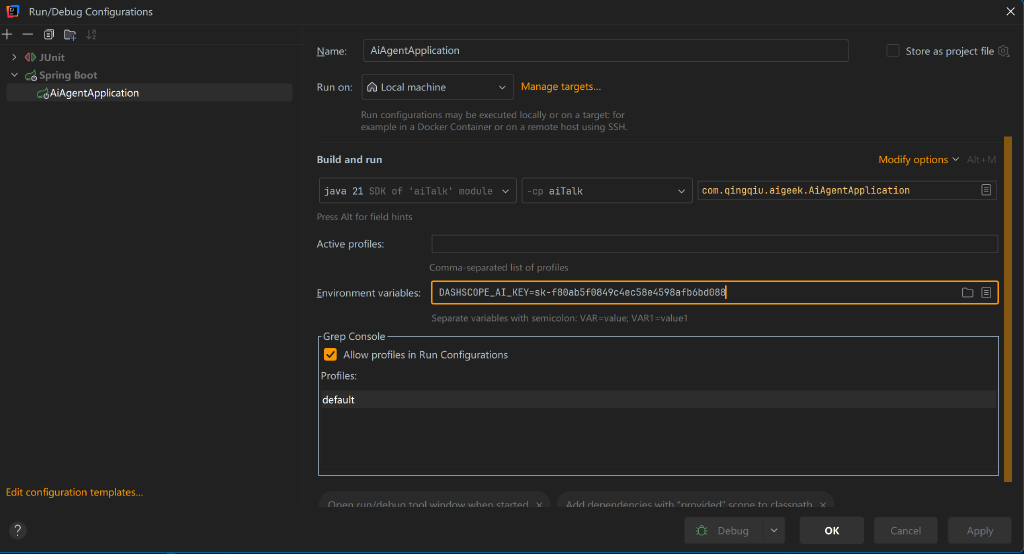 Run/Debug Configurations
JUnit
Spring Boot
AiAgentApplication
Edit configuration templates...
Name: AiAgentApplication
Store as project file
Run on: Local machine Manage targets...
Run configurations may be executed locally or on a target: for
example in a Docker Container or on a remote host using SSH.
Build and run Modify options Alt+M
java 21 SDK of 'aiTalk' module -cp aiTalk com.qingqiu.aigeek.AiAgentApplication
Press Alt for field hints
Active profiles:
Comma-separated list of profiles
Environment variables: DASHSCOPE_AI_KEY=sk-f80ab5f0849c4ec58e4598afb6bd088
Separate variables with semicolon: VAR=value; VAR1=value1
Grep Console
Allow profiles in Run Configurations
Profiles:
default
Open run/debug tool window when started × Add dependencies with "provided" scope to classpath ×
? Debug OK Cancel Apply